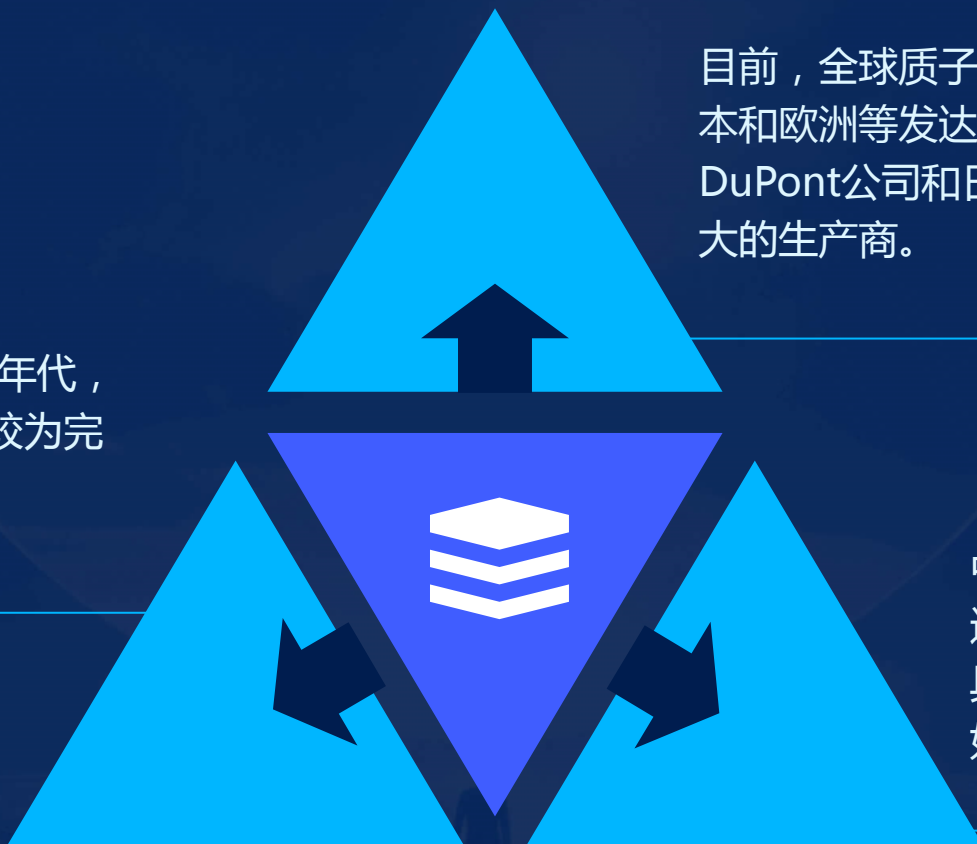 目前，全球质子
本和欧洲等发达
DuPont公司和日
大的生产商。
年代，
较为完